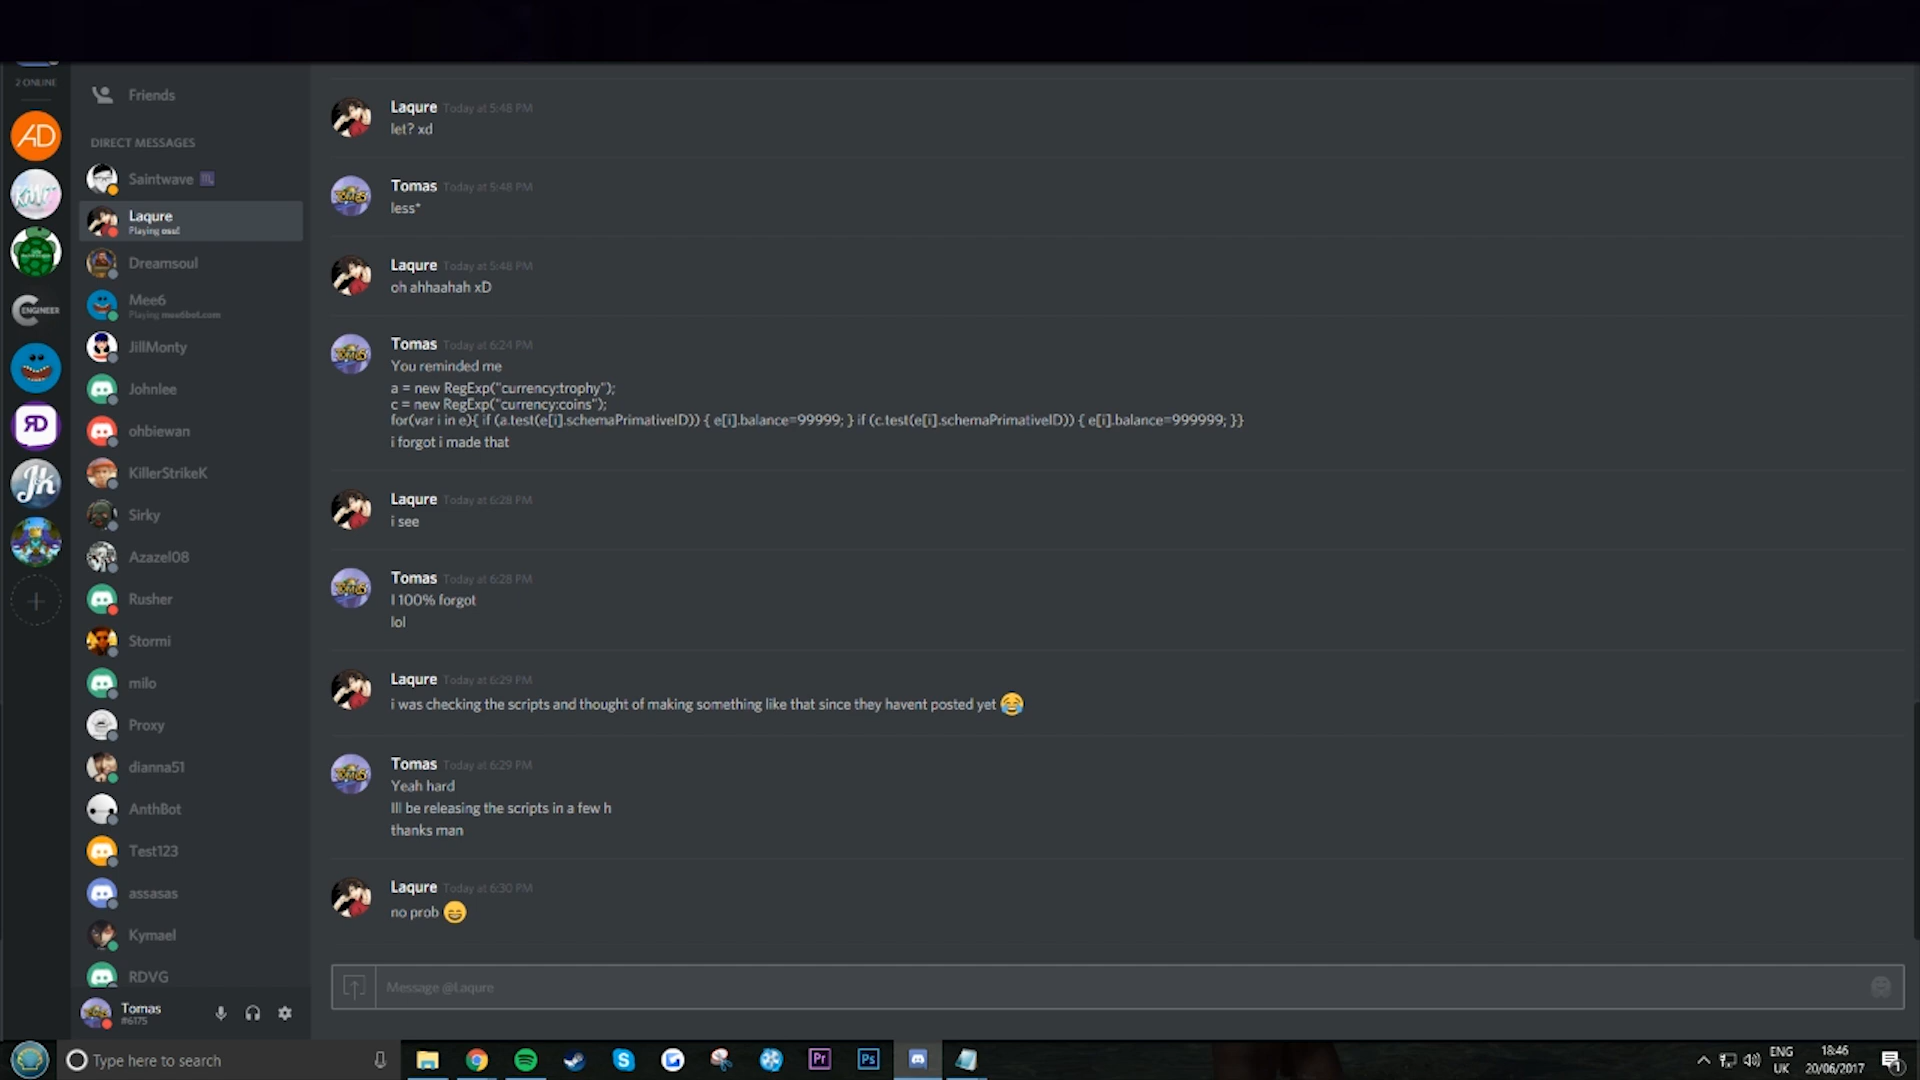 2 ONLINE
AD
KIWI
ENGINEER
RD
JK
Friends
DIRECT MESSAGES
Saintwave
Laqure
Playing osu!
Dreamsoul
Mee6
Playing mee6bot.com
JillMonty
Johnlee
ohbiewan
KillerStrikeK
Sirky
Azazel08
Rusher
Stormi
milo
Proxy
dianna51
AnthBot
Test123
assasas
Kymael
RDVG
Tomas
#6175
Laqure Today at 5:48 PM
let? xd
Tomas Today at 5:48 PM
less*
Laqure Today at 5:48 PM
oh ahhaahah xD
Tomas Today at 6:24 PM
You reminded me
a = new RegExp("currency:trophy");
c = new RegExp("currency:coins");
for(var i in e){ if (a.test(e[i].schemaPrimativeID)) { e[i].balance=99999; } if (c.test(e[i].schemaPrimativeID)) { e[i].balance=999999; }}
i forgot i made that
Laqure Today at 6:28 PM
i see
Tomas Today at 6:28 PM
I 100% forgot
lol
Laqure Today at 6:29 PM
i was checking the scripts and thought of making something like that since they havent posted yet 😂
Tomas Today at 6:29 PM
Yeah hard
Ill be releasing the scripts in a few h
thanks man
Laqure Today at 6:30 PM
no prob 😄
Message @Laqure
Type here to search
Pr
Ps
ENG
UK
18:46
20/06/2017
1